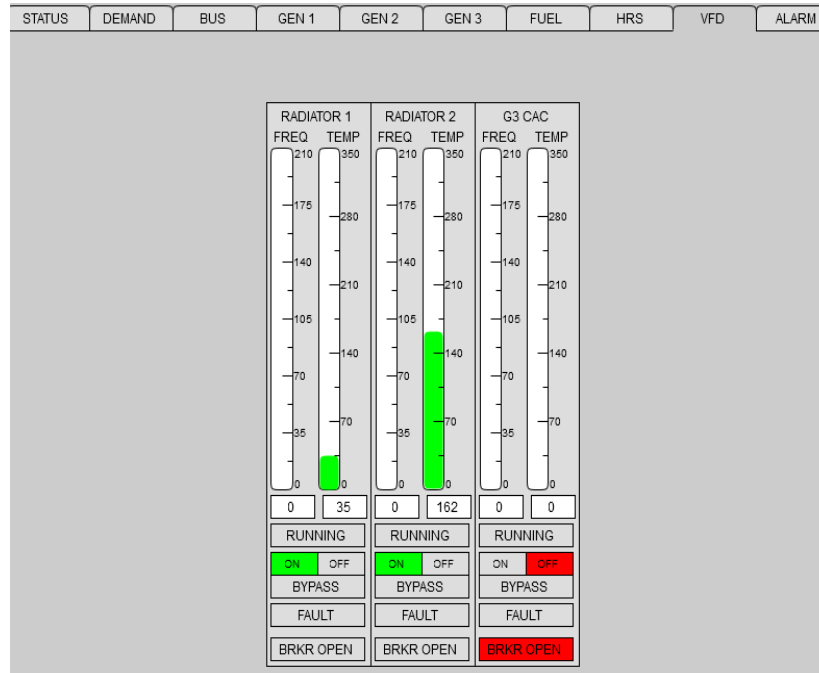 STATUS DEMAND BUS GEN 1 GEN 2 GEN 3 FUEL HRS VFD ALARM
RADIATOR 1 RADIATOR 2 G3 CAC
FREQ TEMP FREQ TEMP FREQ TEMP
210 350 210 350 210 350
175 175 175
280 280 280
140 140 140
210 210 210
105 105 105
140 140 140
70 70 70
70 70 70
35 35 35
0 0 0 0 0 0
0 35 0 162 0 0
RUNNING RUNNING RUNNING
ON OFF ON OFF ON OFF
BYPASS BYPASS BYPASS
FAULT FAULT FAULT
BRKR OPEN BRKR OPEN BRKR OPEN